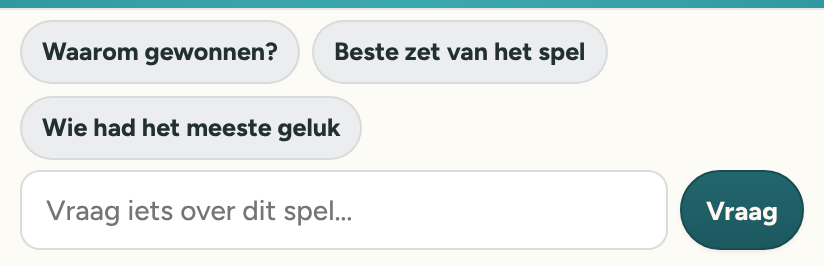 Waarom gewonnen?
Beste zet van het spel
Wie had het meeste geluk
Vraag iets over dit spel...
Vraag